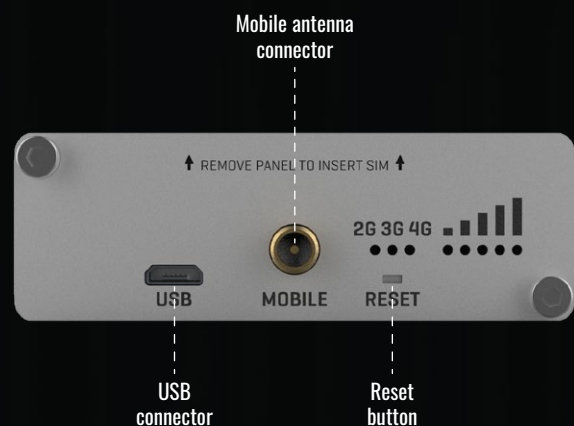 Mobile antenna
connector
REMOVE PANEL TO INSERT SIM
2G 3G 4G
USB
MOBILE
RESET
USB
connector
Reset
button